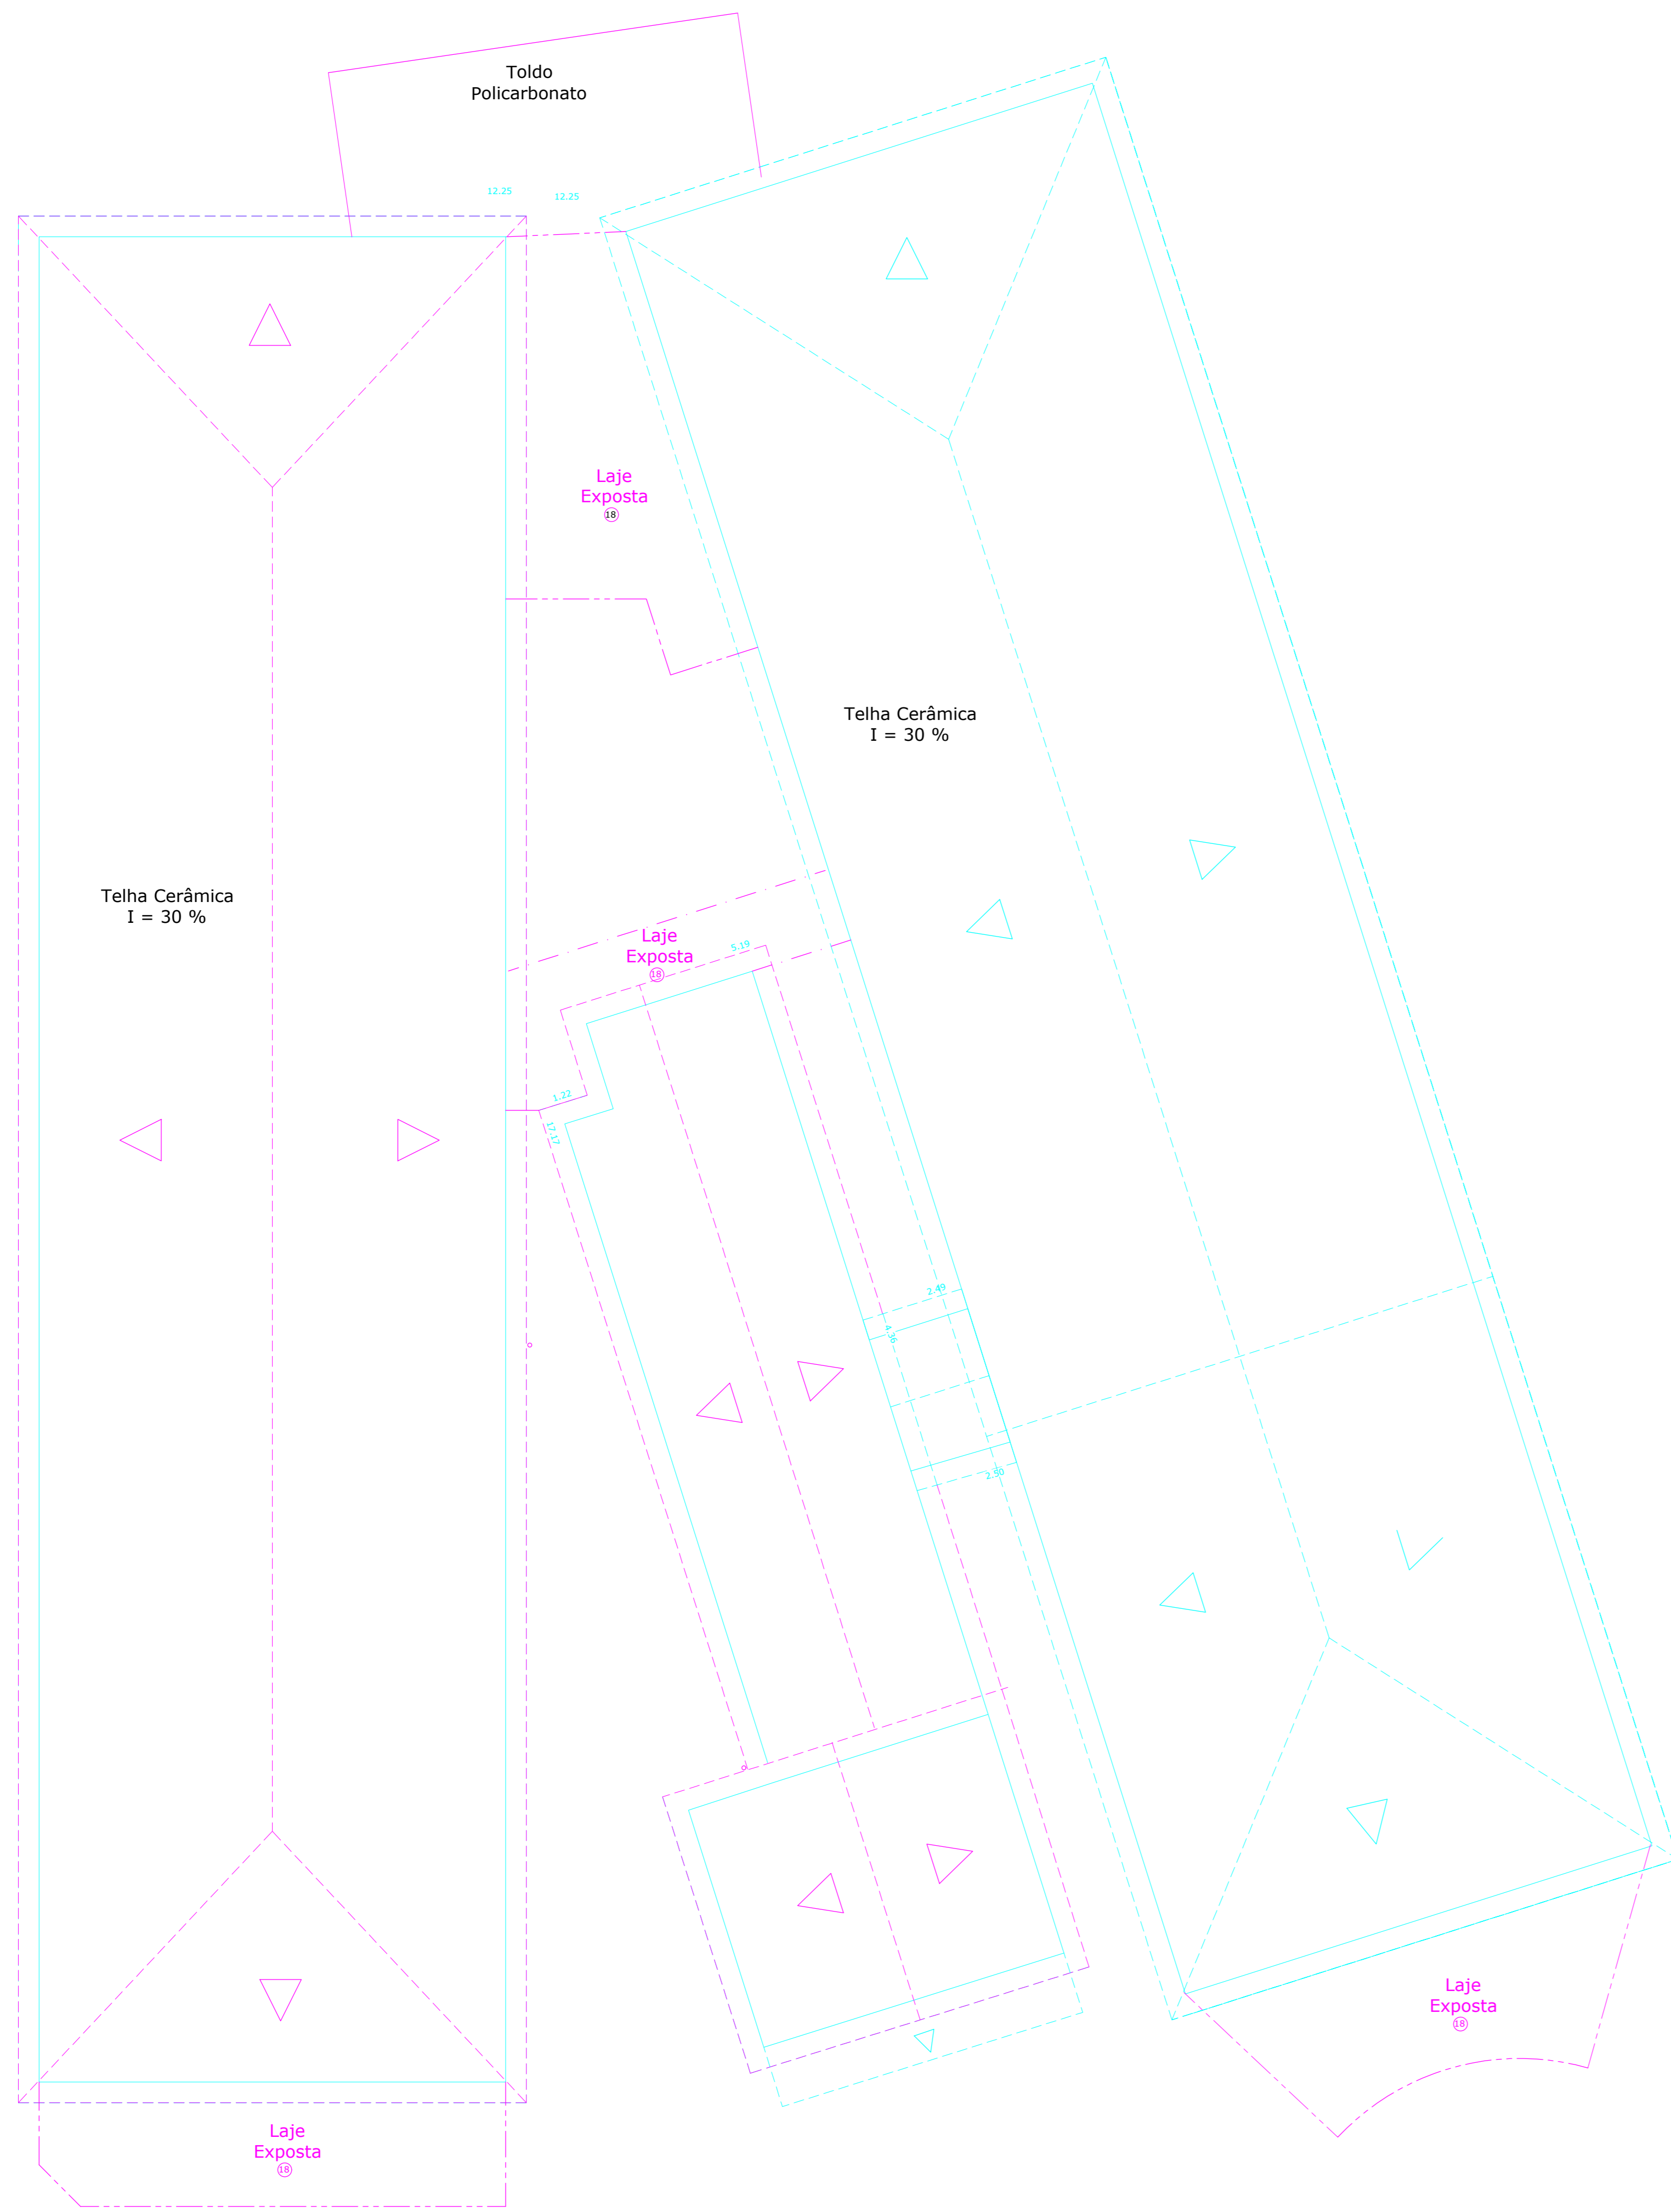 Toldo
Policarbonato
12.25
12.25
Laje
Exposta
18
Telha Cerâmica
I = 30 %
Telha Cerâmica
I = 30 %
Laje
Exposta
18
5.19
1.22
17.17
2.49
4.36
2.50
Laje
Exposta
18
Laje
Exposta
18